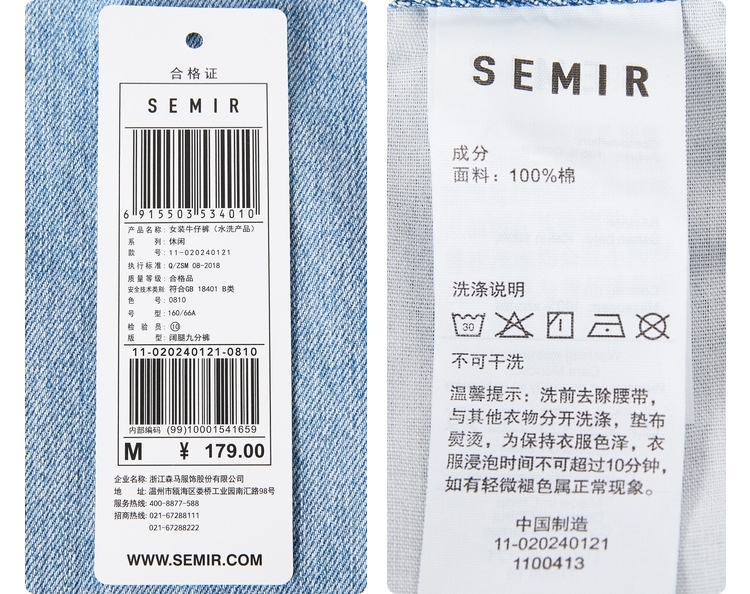 合格证
SEMIR
6 915503 534010
产品名称: 女装牛仔裤（水洗产品）
系 列: 休闲
款 号: 11-020240121
执行标准: Q/ZSM 08-2018
质量等级: 合格品
安全技术类别: 符合GB 18401 B类
色 号: 0810
号 型: 160/66A
检 验 员: ⑩
版 型: 阔腿九分裤
11-020240121-0810
内部编码 (99)10001541659
M ¥ 179.00
企业名称: 浙江森马服饰股份有限公司
地 址: 温州市瓯海区娄桥工业园南汇路98号
服务热线: 400-8877-588
招商热线: 021-67288111
021-67288222
WWW.SEMIR.COM
SEMIR
成分
面料: 100%棉
洗涤说明
30
不可干洗
温馨提示: 洗前去除腰带,
与其他衣物分开洗涤, 垫布
熨烫, 为保持衣服色泽, 衣
服浸泡时间不可超过10分钟,
如有轻微褪色属正常现象。
中国制造
11-020240121
1100413